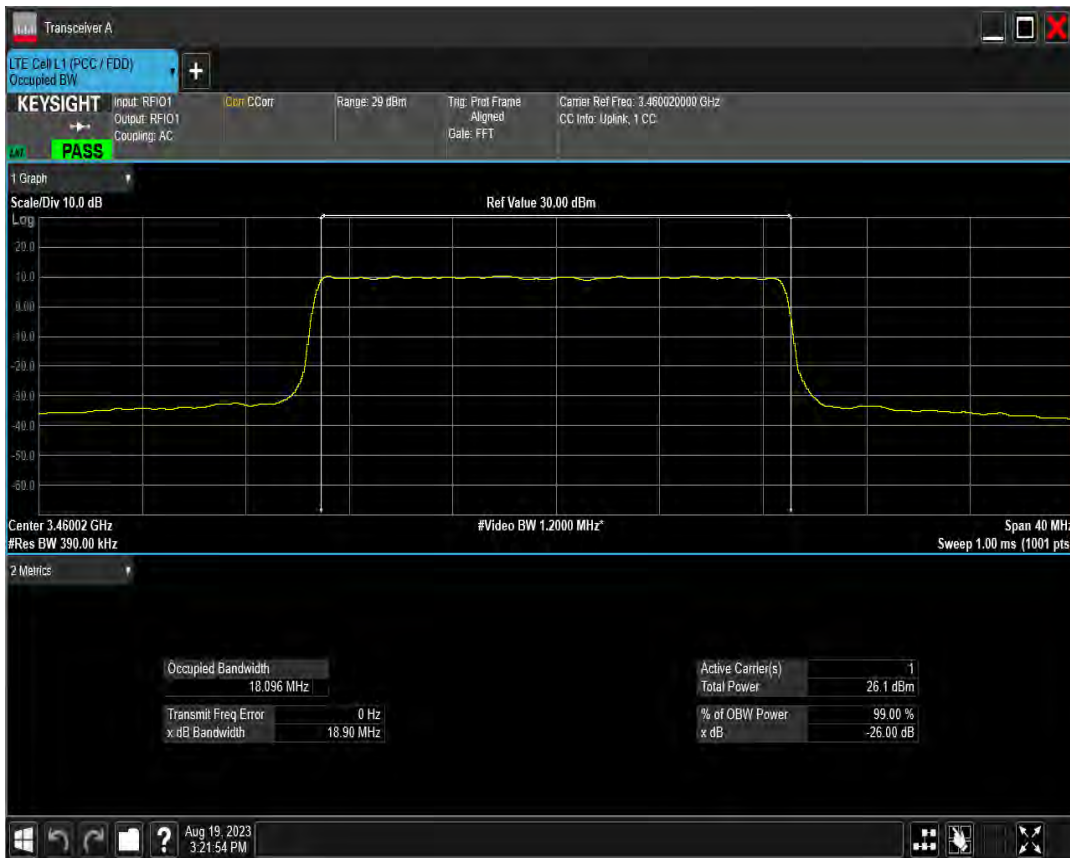 Transceiver A
LTE Cell L1 (PCC / FDD)
Occupied BW
+
KEYSIGHT
Input: RFIO1
Output: RFIO1
Coupling: AC
Corr CCorr
Range: 29 dBm
Trig: Prot Frame
Aligned
Gate: FFT
Carrier Ref Freq: 3.460020000 GHz
CC Info: Uplink, 1 CC
PASS
1 Graph
Scale/Div 10.0 dB
Ref Value 30.00 dBm
Log
20.0
10.0
0.00
-10.0
-20.0
-30.0
-40.0
-50.0
-60.0
Center 3.46002 GHz
#Video BW 1.2000 MHz*
Span 40 MHz
#Res BW 390.00 kHz
Sweep 1.00 ms (1001 pts
2 Metrics
Occupied Bandwidth
18.096 MHz
Transmit Freq Error 0 Hz
x dB Bandwidth 18.90 MHz
Active Carrier(s) 1
Total Power 26.1 dBm
% of OBW Power 99.00 %
x dB -26.00 dB
?
Aug 19, 2023
3:21:54 PM